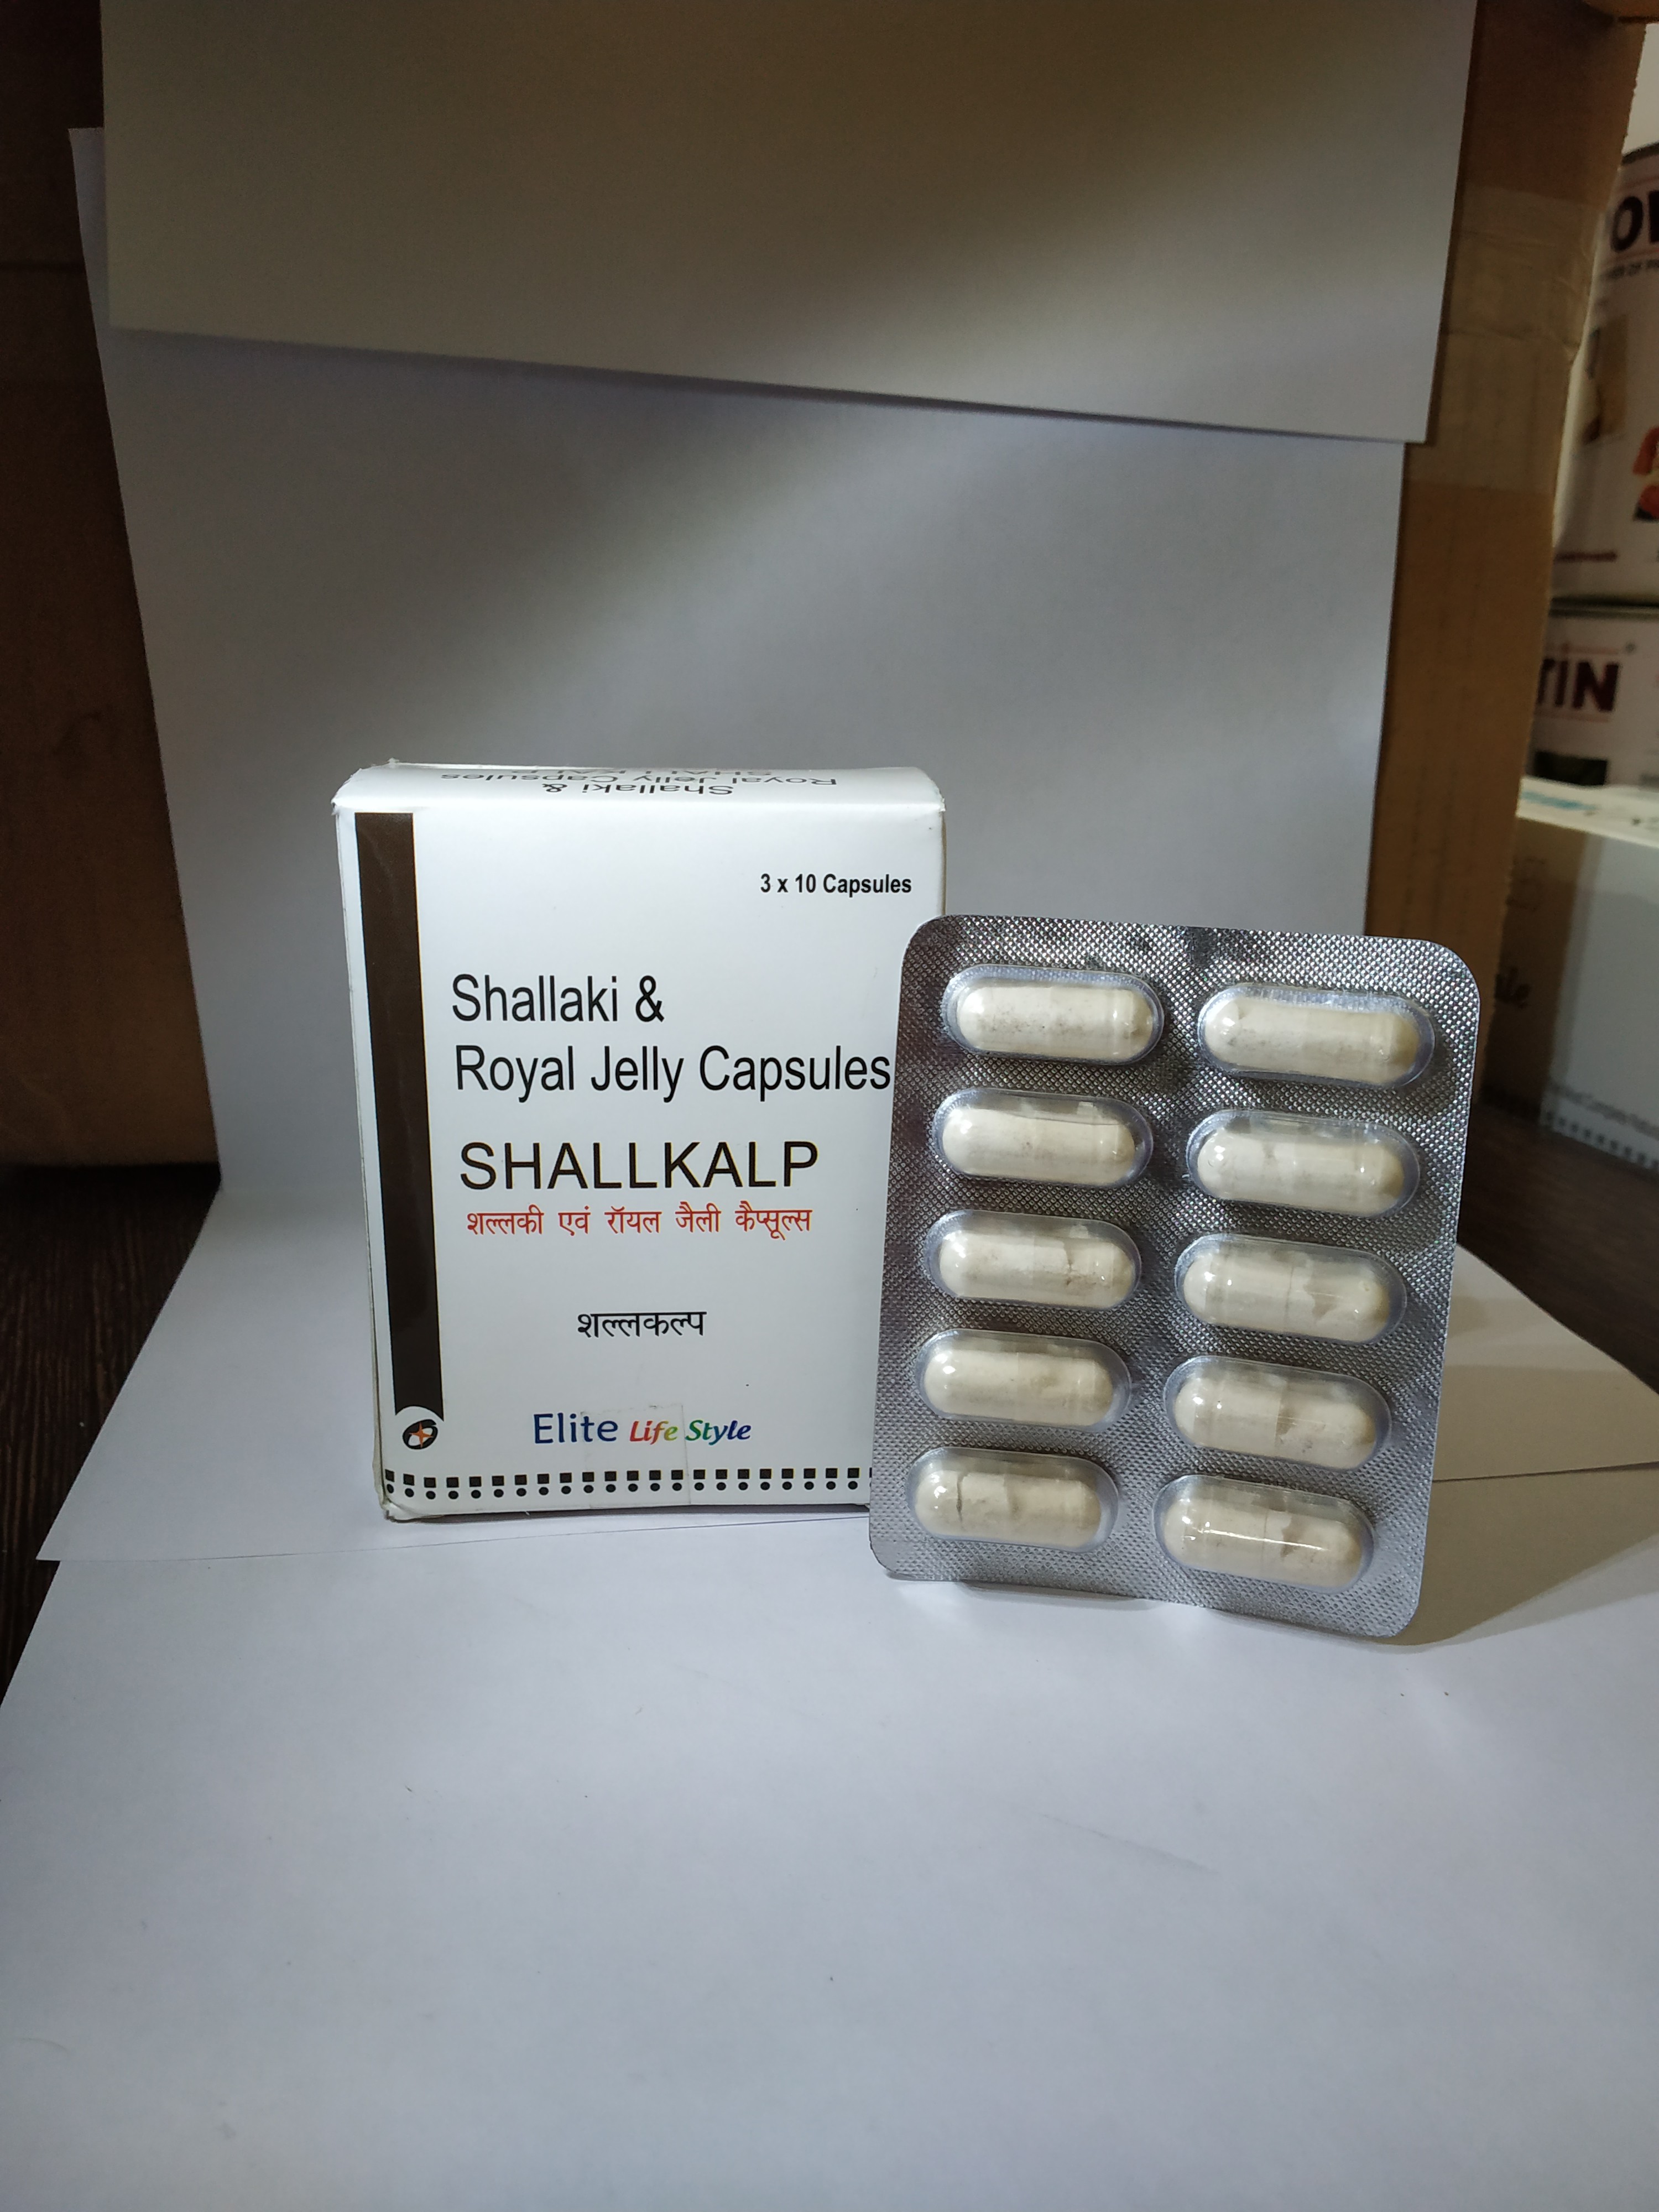 Shallaki &
Royal Jelly Capsules
SHALLKALP
3 x 10 Capsules
Shallaki &
Royal Jelly Capsules
SHALLKALP
शल्लकी एवं रॉयल जैली कैप्सूल्स
शल्लकल्प
Elite Life Style